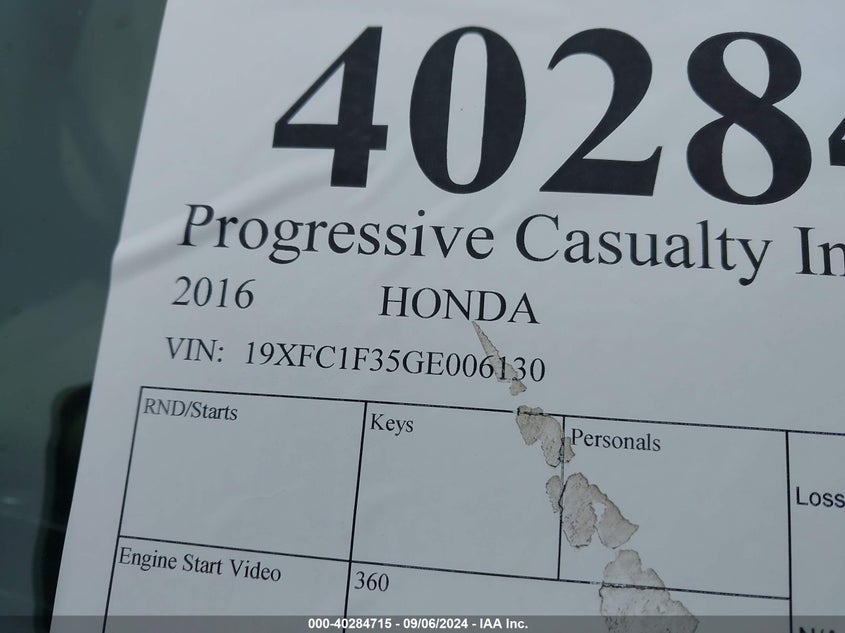 4028
Progressive Casualty
2016 HONDA
VIN: 19XFC1F35GE006130
RND/Starts Keys Personals
Loss
Engine Start Video 360
000-40284715 - 09/06/2024 - IAA Inc.